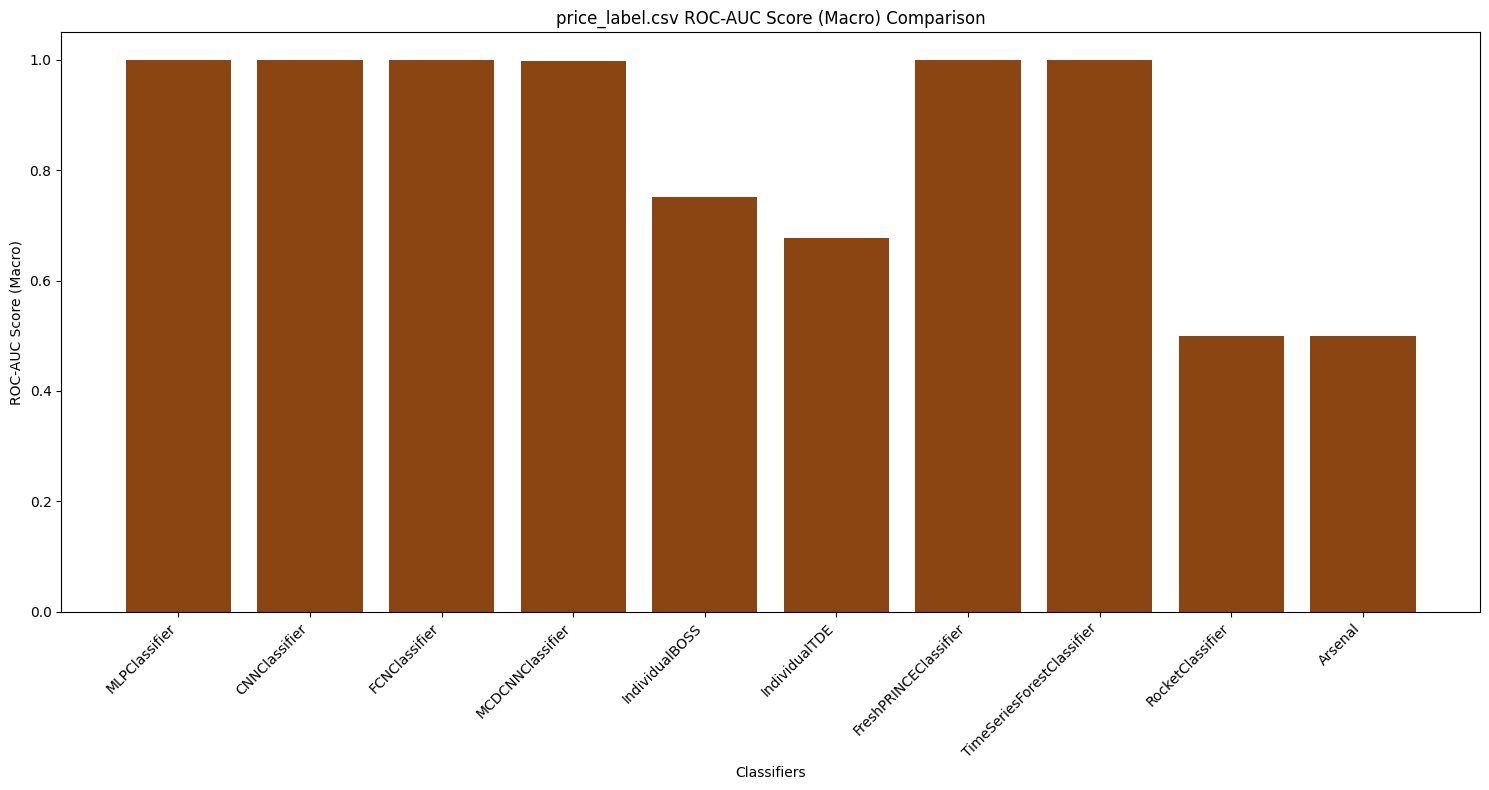 price_label.csv ROC-AUC Score (Macro) Comparison
ROC-AUC Score (Macro)
1.0
0.8
0.6
0.4
0.2
0.0
MLPClassifier
CNNClassifier
FCNClassifier
MCDCNNClassifier
IndividualBOSS
IndividualTDE
FreshPRINCEClassifier
TimeSeriesForestClassifier
RocketClassifier
Arsenal
Classifiers